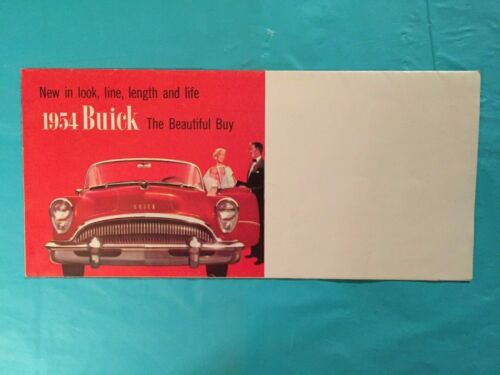 New in look, line, length and life
1954 Buick The Beautiful Buy
BUICK